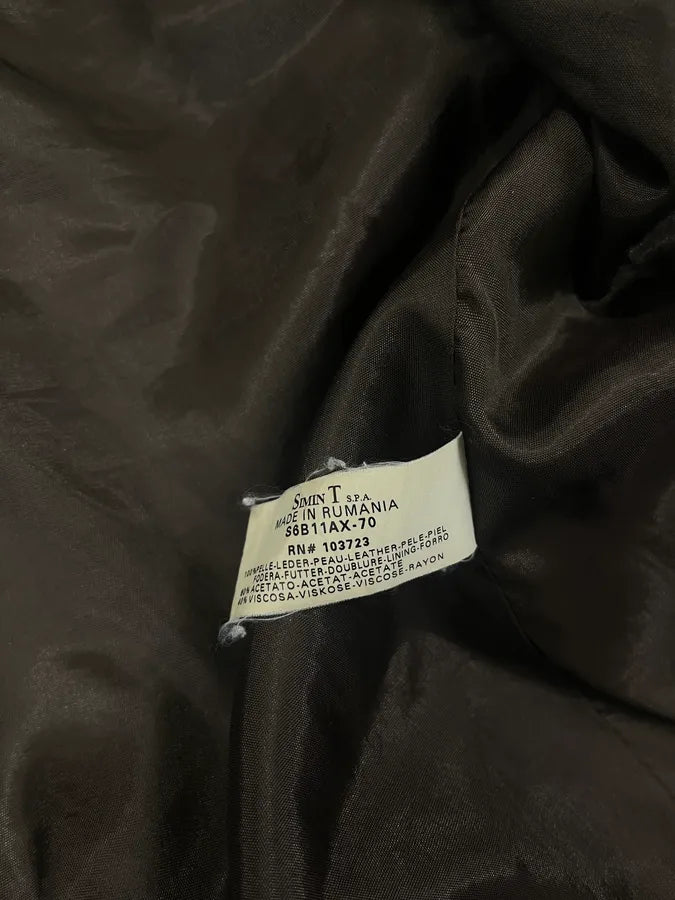 SIMIN T S.P.A.
MADE IN RUMANIA
S6B11AX-70
RN# 103723
100%PELLE-LEDER-PEAU-LEATHER-PELE-PIEL
FODERA-FUTTER-DOUBLURE-LINING-FORRO
60% ACETATO-ACETAT-ACETATE
40% VISCOSA-VISKOSE-VISCOSE-RAYON